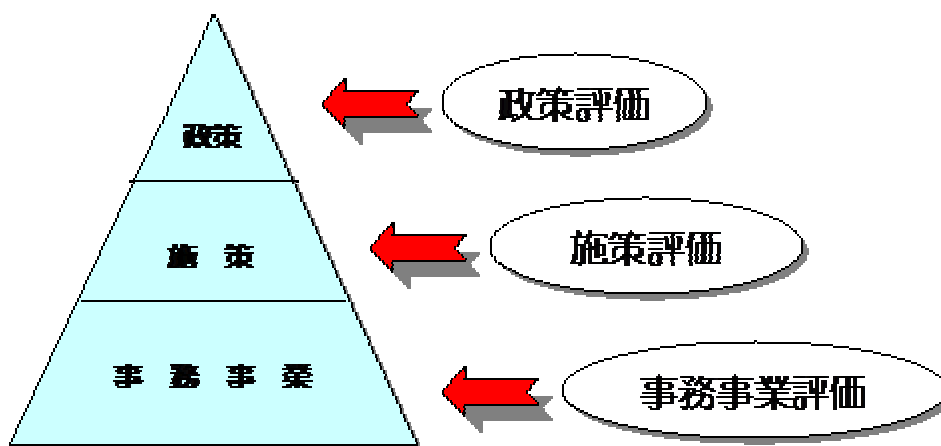 政策
政策評価
施 策
施策評価
事 務 事 業
事務事業評価